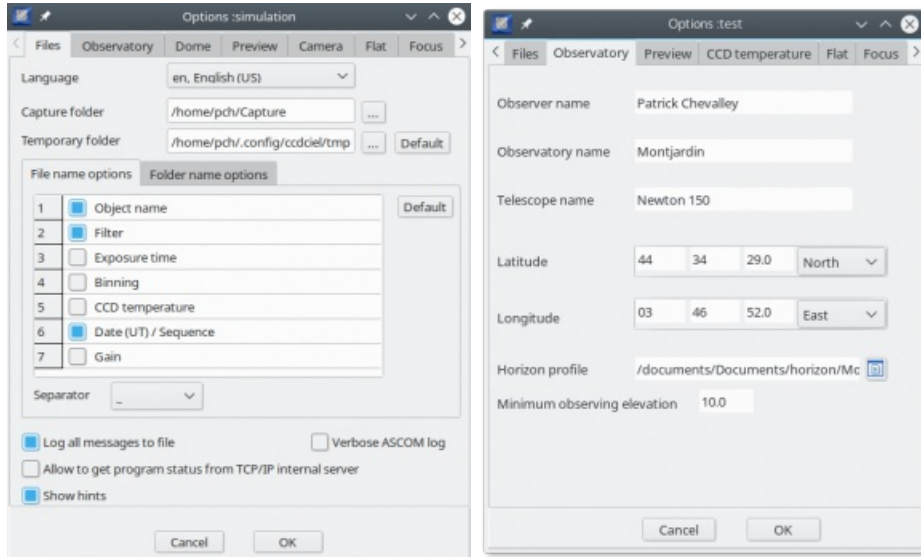 Options :simulation
Files Observatory Dome Preview Camera Flat Focus
Language en, English (US)
Capture folder /home/pch/Capture ...
Temporary folder /home/pch/.config/ccdciel/tmp ... Default
File name options Folder name options
1 Object name Default
2 Filter
3 Exposure time
4 Binning
5 CCD temperature
6 Date (UT) / Sequence
7 Gain
Separator _
Log all messages to file Verbose ASCOM log
Allow to get program status from TCP/IP internal server
Show hints
Cancel OK
Options :test
Files Observatory Preview CCD temperature Flat Focus
Observer name Patrick Chevalley
Observatory name Montjardin
Telescope name Newton 150
Latitude 44 34 29.0 North
Longitude 03 46 52.0 East
Horizon profile /documents/Documents/horizon/Mc
Minimum observing elevation 10.0
Cancel OK